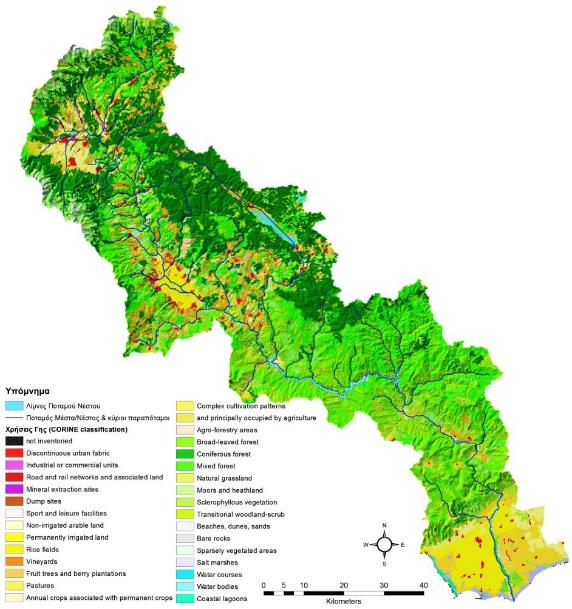 Υπόμνημα
Λίμνες Ποταμού Νέστου
Ποταμός Μέστα/Νέστος & κύριοι παραπόταμοι
Χρήσεις Γης (CORINE classification)
not inventoried
Discontinuous urban fabric
Industrial or commercial units
Road and rail networks and associated land
Mineral extraction sites
Dump sites
Sport and leisure facilities
Non-irrigated arable land
Permanently irrigated land
Rice fields
Vineyards
Fruit trees and berry plantations
Pastures
Annual crops associated with permanent crops
Complex cultivation patterns
and principally occupied by agriculture
Agro-forestry areas
Broad-leaved forest
Coniferous forest
Mixed forest
Natural grassland
Moors and heathland
Sclerophyllous vegetation
Transitional woodland-scrub
Beaches, dunes, sands
Bare rocks
Sparsely vegetated areas
Salt marshes
Water courses
Water bodies
Coastal lagoons
N
W E
S
0 5 10 20 30 40
Kilometers